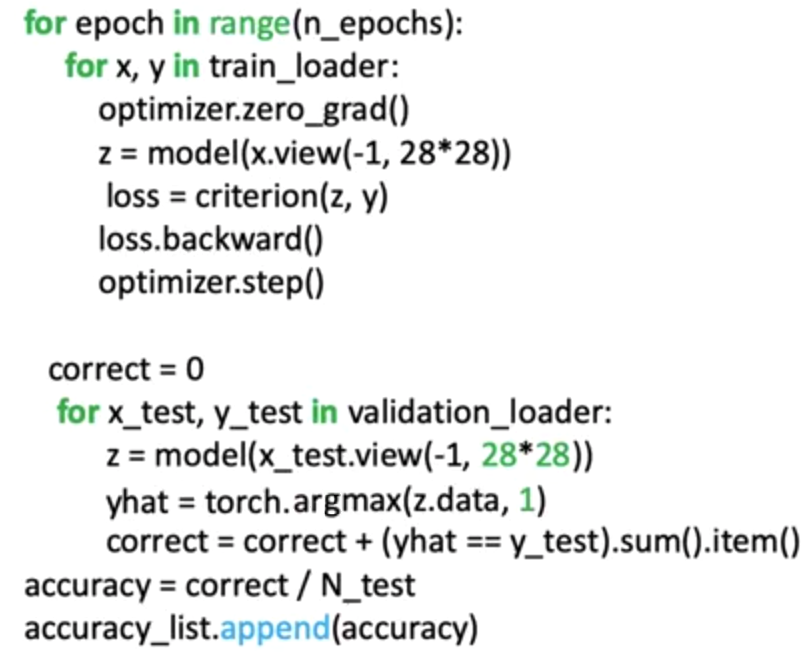 for epoch in range(n_epochs):
for x, y in train_loader:
optimizer.zero_grad()
z = model(x.view(-1, 28*28))
loss = criterion(z, y)
loss.backward()
optimizer.step()
correct = 0
for x_test, y_test in validation_loader:
z = model(x_test.view(-1, 28*28))
yhat = torch.argmax(z.data, 1)
correct = correct + (yhat == y_test).sum().item()
accuracy = correct / N_test
accuracy_list.append(accuracy)